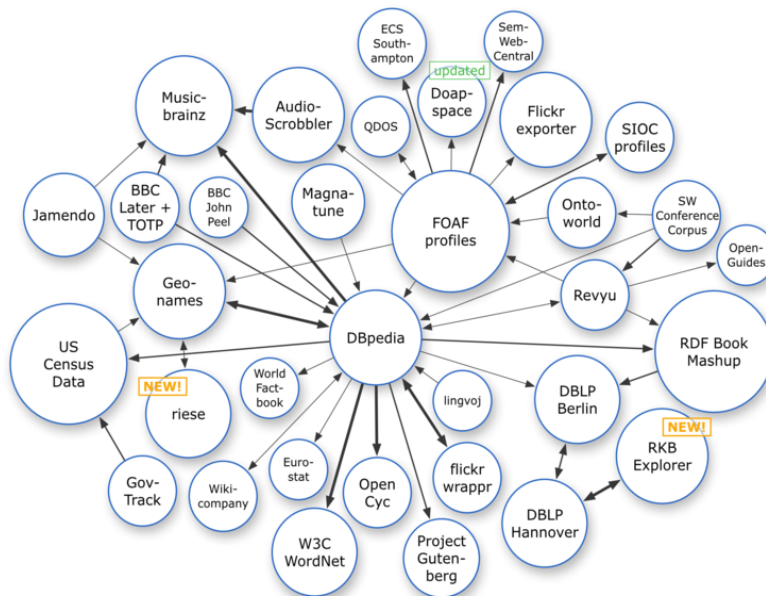 ECS
South-
ampton
Sem-
Web-
Central
updated
Doap-
space
Music-
brainz
Audio-
Scrobbler
QDOS
Flickr
exporter
SIOC
profiles
Jamendo
BBC
Later +
TOTP
BBC
John
Peel
Magna-
tune
FOAF
profiles
Onto-
world
SW
Conference
Corpus
Open-
Guides
Geo-
names
Revyu
US
Census
Data
DBpedia
RDF Book
Mashup
NEW!
riese
World
Fact-
book
lingvoj
DBLP
Berlin
NEW!
RKB
Explorer
Gov-
Track
Wiki-
company
Euro-
stat
Open
Cyc
flickr
wrappr
DBLP
Hannover
W3C
WordNet
Project
Guten-
berg